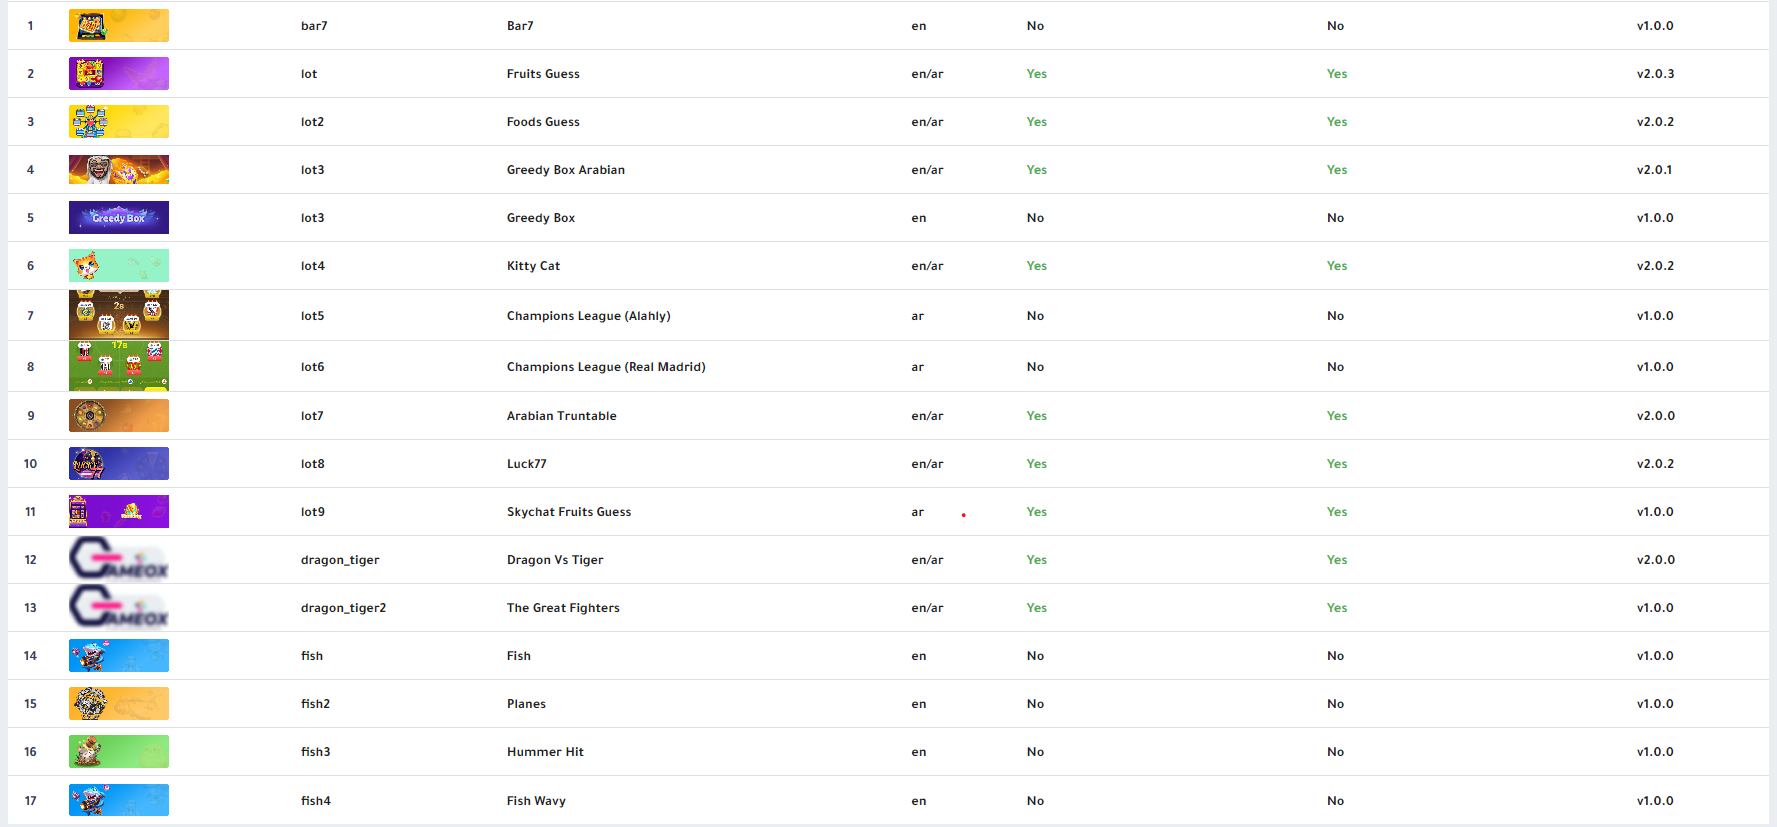 1 bar7 Bar7 en No No v1.0.0
2 lot Fruits Guess en/ar Yes Yes v2.0.3
3 lot2 Foods Guess en/ar Yes Yes v2.0.2
4 lot3 Greedy Box Arabian en/ar Yes Yes v2.0.1
5 Greedy Box lot3 Greedy Box en No No v1.0.0
6 lot4 Kitty Cat en/ar Yes Yes v2.0.2
7 2s lot5 Champions League (Alahly) ar No No v1.0.0
8 17s lot6 Champions League (Real Madrid) ar No No v1.0.0
9 lot7 Arabian Truntable en/ar Yes Yes v2.0.0
10 lot8 Luck77 en/ar Yes Yes v2.0.2
11 lot9 Skychat Fruits Guess ar Yes Yes v1.0.0
12 GAMEOX dragon_tiger Dragon Vs Tiger en/ar Yes Yes v2.0.0
13 GAMEOX dragon_tiger2 The Great Fighters en/ar Yes Yes v1.0.0
14 fish Fish en No No v1.0.0
15 fish2 Planes en No No v1.0.0
16 fish3 Hummer Hit en No No v1.0.0
17 fish4 Fish Wavy en No No v1.0.0